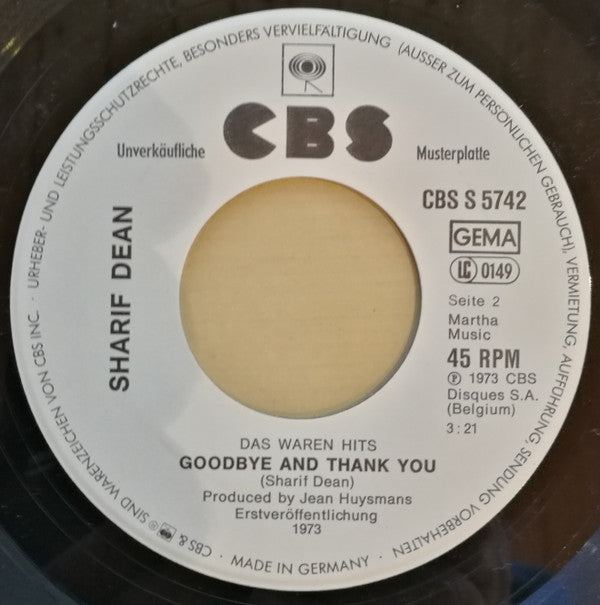 URHEBER- UND LEISTUNGSSCHUTZRECHTE, BESONDERS VERVIELFÄLTIGUNG (AUSSER ZUM PERSÖNLICHEN GEBRAUCH), VERMIETUNG, AUFFÜHRUNG, SENDUNG VORBEHALTEN
CBS
Unverkäufliche
Musterplatte
CBS S 5742
GEMA
LC 0149
Seite 2
Martha
Music
45 RPM
℗ 1973 CBS
Disques S.A.
(Belgium)
3:21
SHARIF DEAN
DAS WAREN HITS
GOODBYE AND THANK YOU
(Sharif Dean)
Produced by Jean Huysmans
Erstveröffentlichung
1973
CBS & ® SIND WARENZEICHEN VON CBS INC. ·
· MADE IN GERMANY ·